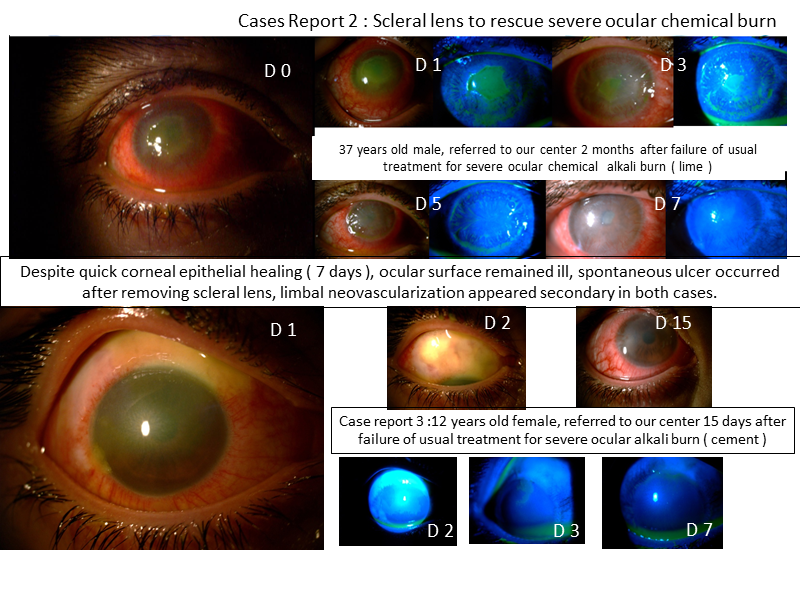 Cases Report 2 : Scleral lens to rescue severe ocular chemical burn
D 0
D 1
D 3
37 years old male, referred to our center 2 months after failure of usual
treatment for severe ocular chemical alkali burn ( lime )
D 5
D 7
Despite quick corneal epithelial healing ( 7 days ), ocular surface remained ill, spontaneous ulcer occurred
after removing scleral lens, limbal neovascularization appeared secondary in both cases.
D 1
D 2
D 15
Case report 3 :12 years old female, referred to our center 15 days after
failure of usual treatment for severe ocular alkali burn ( cement )
D 2
D 3
D 7